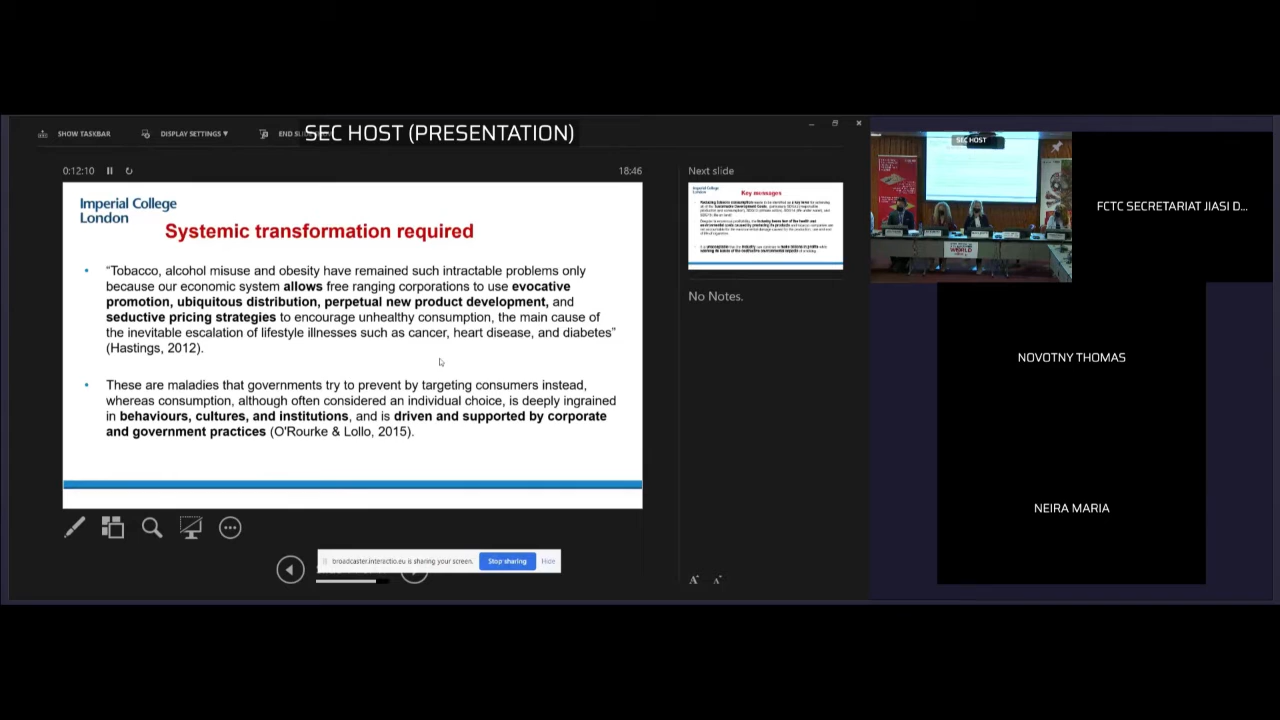 SHOW TASKBAR
DISPLAY SETTINGS ▼
END SL
SEC HOST (PRESENTATION)
0:12:10
18:46
Imperial College
London
Systemic transformation required
• “Tobacco, alcohol misuse and obesity have remained such intractable problems only
because our economic system allows free ranging corporations to use evocative
promotion, ubiquitous distribution, perpetual new product development, and
seductive pricing strategies to encourage unhealthy consumption, the main cause of
the inevitable escalation of lifestyle illnesses such as cancer, heart disease, and diabetes”
(Hastings, 2012).
• These are maladies that governments try to prevent by targeting consumers instead,
whereas consumption, although often considered an individual choice, is deeply ingrained
in behaviours, cultures, and institutions, and is driven and supported by corporate
and government practices (O'Rourke & Lollo, 2015).
broadcaster.interactio.eu is sharing your screen.
Stop sharing
Hide
Next slide
Imperial College
London
Key messages
No Notes.
A A
SEC HOST
FCTC SECRETARIAT JIASI D...
NOVOTNY THOMAS
NEIRA MARIA